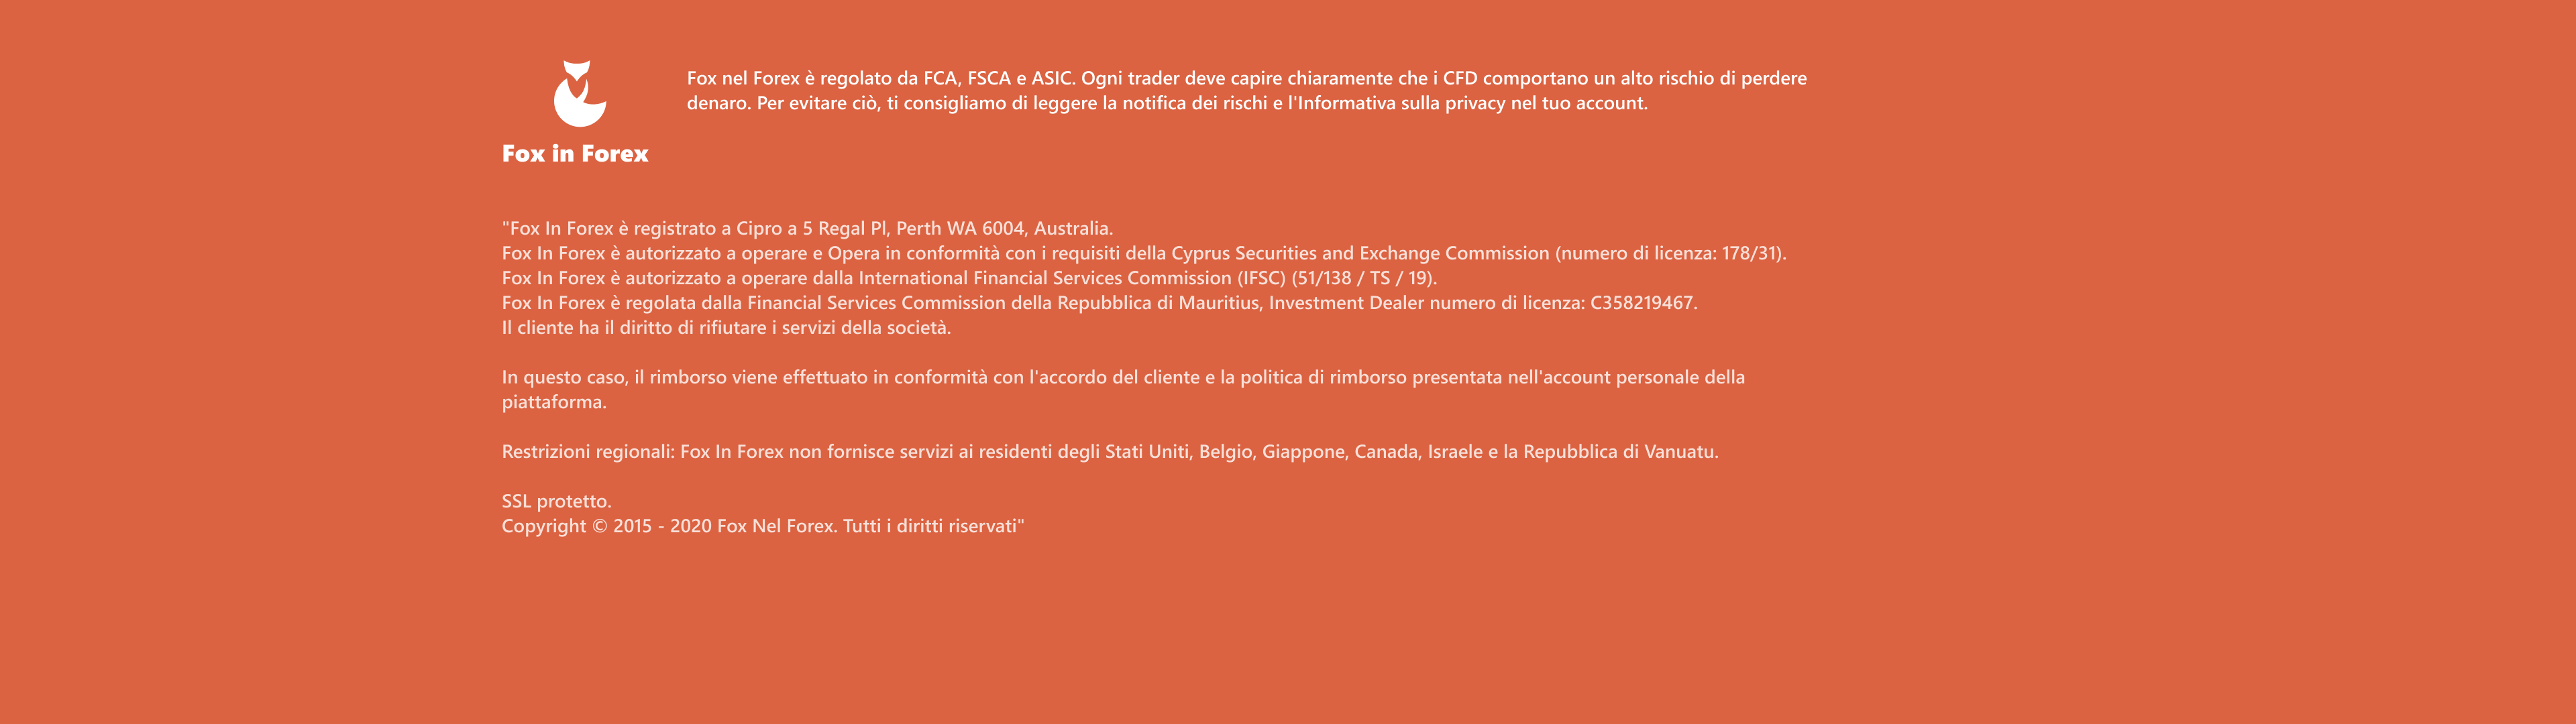 Fox nel Forex è regolato da FCA, FSCA e ASIC. Ogni trader deve capire chiaramente che i CFD comportano un alto rischio di perdere
denaro. Per evitare ciò, ti consigliamo di leggere la notifica dei rischi e l'Informativa sulla privacy nel tuo account.
Fox in Forex
"Fox In Forex è registrato a Cipro a 5 Regal Pl, Perth WA 6004, Australia.
Fox In Forex è autorizzato a operare e Opera in conformità con i requisiti della Cyprus Securities and Exchange Commission (numero di licenza: 178/31).
Fox In Forex è autorizzato a operare dalla International Financial Services Commission (IFSC) (51/138 / TS / 19).
Fox In Forex è regolata dalla Financial Services Commission della Repubblica di Mauritius, Investment Dealer numero di licenza: C358219467.
Il cliente ha il diritto di rifiutare i servizi della società.
In questo caso, il rimborso viene effettuato in conformità con l'accordo del cliente e la politica di rimborso presentata nell'account personale della
piattaforma.
Restrizioni regionali: Fox In Forex non fornisce servizi ai residenti degli Stati Uniti, Belgio, Giappone, Canada, Israele e la Repubblica di Vanuatu.
SSL protetto.
Copyright © 2015 - 2020 Fox Nel Forex. Tutti i diritti riservati"